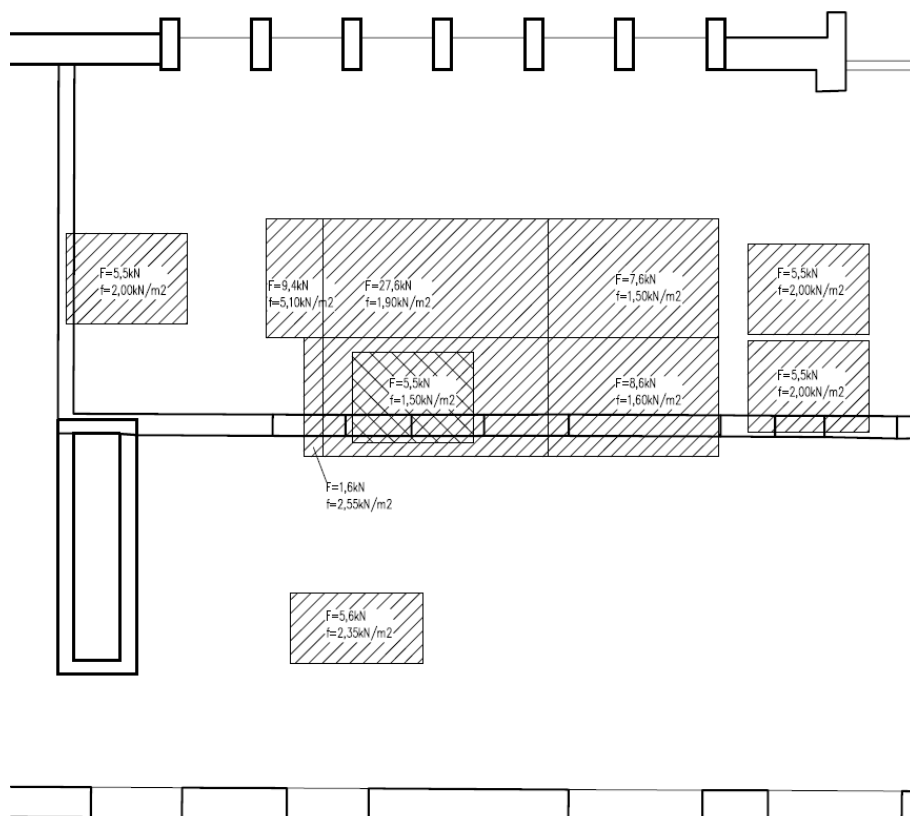 F=5,5kN
f=2,00kN/m2
F=9,4kN
f=5,10kN/m2
F=27,6kN
f=1,90kN/m2
F=7,6kN
f=1,50kN/m2
F=5,5kN
f=2,00kN/m2
F=5,5kN
f=1,50kN/m2
F=8,6kN
f=1,60kN/m2
F=5,5kN
f=2,00kN/m2
F=1,6kN
f=2,55kN/m2
F=5,6kN
f=2,35kN/m2